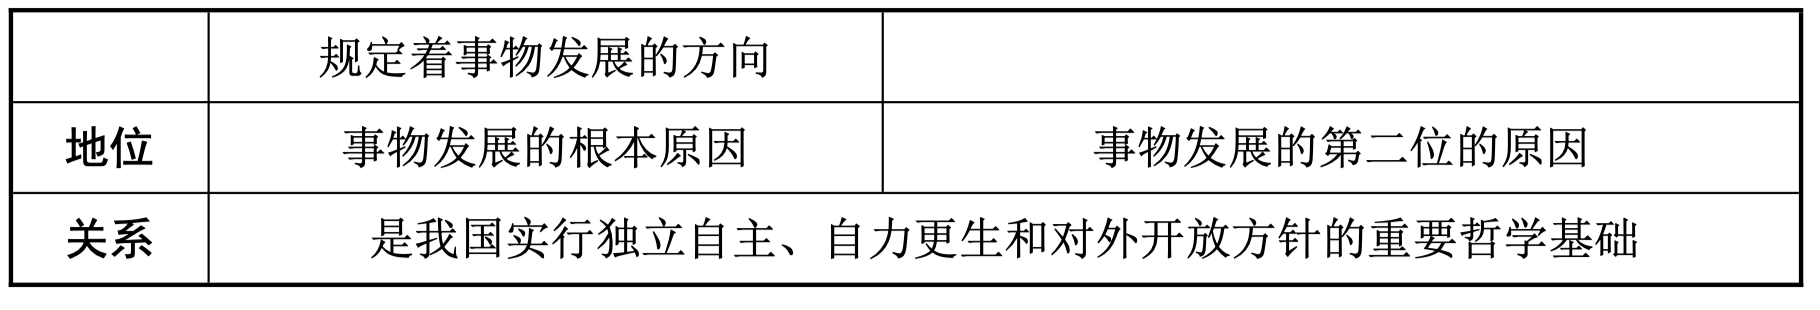 规定着事物发展的方向
地位 事物发展的根本原因 事物发展的第二位的原因
关系 是我国实行独立自主、自力更生和对外开放方针的重要哲学基础